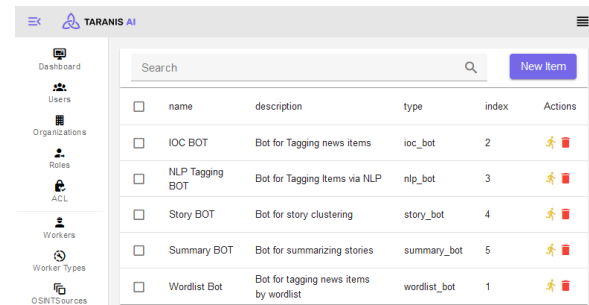 TARANIS AI
Dashboard
Users
Organizations
Roles
ACL
Workers
Worker Types
OSINTSources
Search
New Item
name description type index Actions
IOC BOT Bot for Tagging news items ioc_bot 2
NLP Tagging
BOT Bot for Tagging Items via NLP nlp_bot 3
Story BOT Bot for story clustering story_bot 4
Summary BOT Bot for summarizing stories summary_bot 5
Wordlist Bot Bot for tagging news items
by wordlist wordlist_bot 1